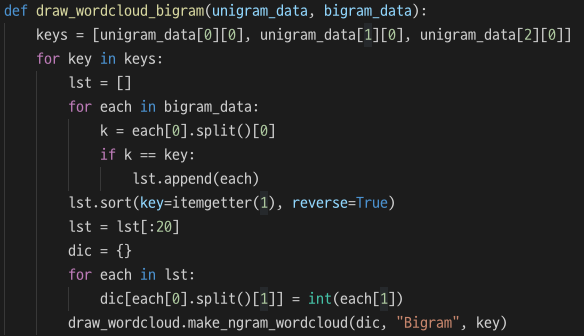 def draw_wordcloud_bigram(unigram_data, bigram_data):
    keys = [unigram_data[0][0], unigram_data[1][0], unigram_data[2][0]]
    for key in keys:
        lst = []
        for each in bigram_data:
            k = each[0].split()[0]
            if k == key:
                lst.append(each)
        lst.sort(key=itemgetter(1), reverse=True)
        lst = lst[:20]
        dic = {}
        for each in lst:
            dic[each[0].split()[1]] = int(each[1])
        draw_wordcloud.make_ngram_wordcloud(dic, "Bigram", key)